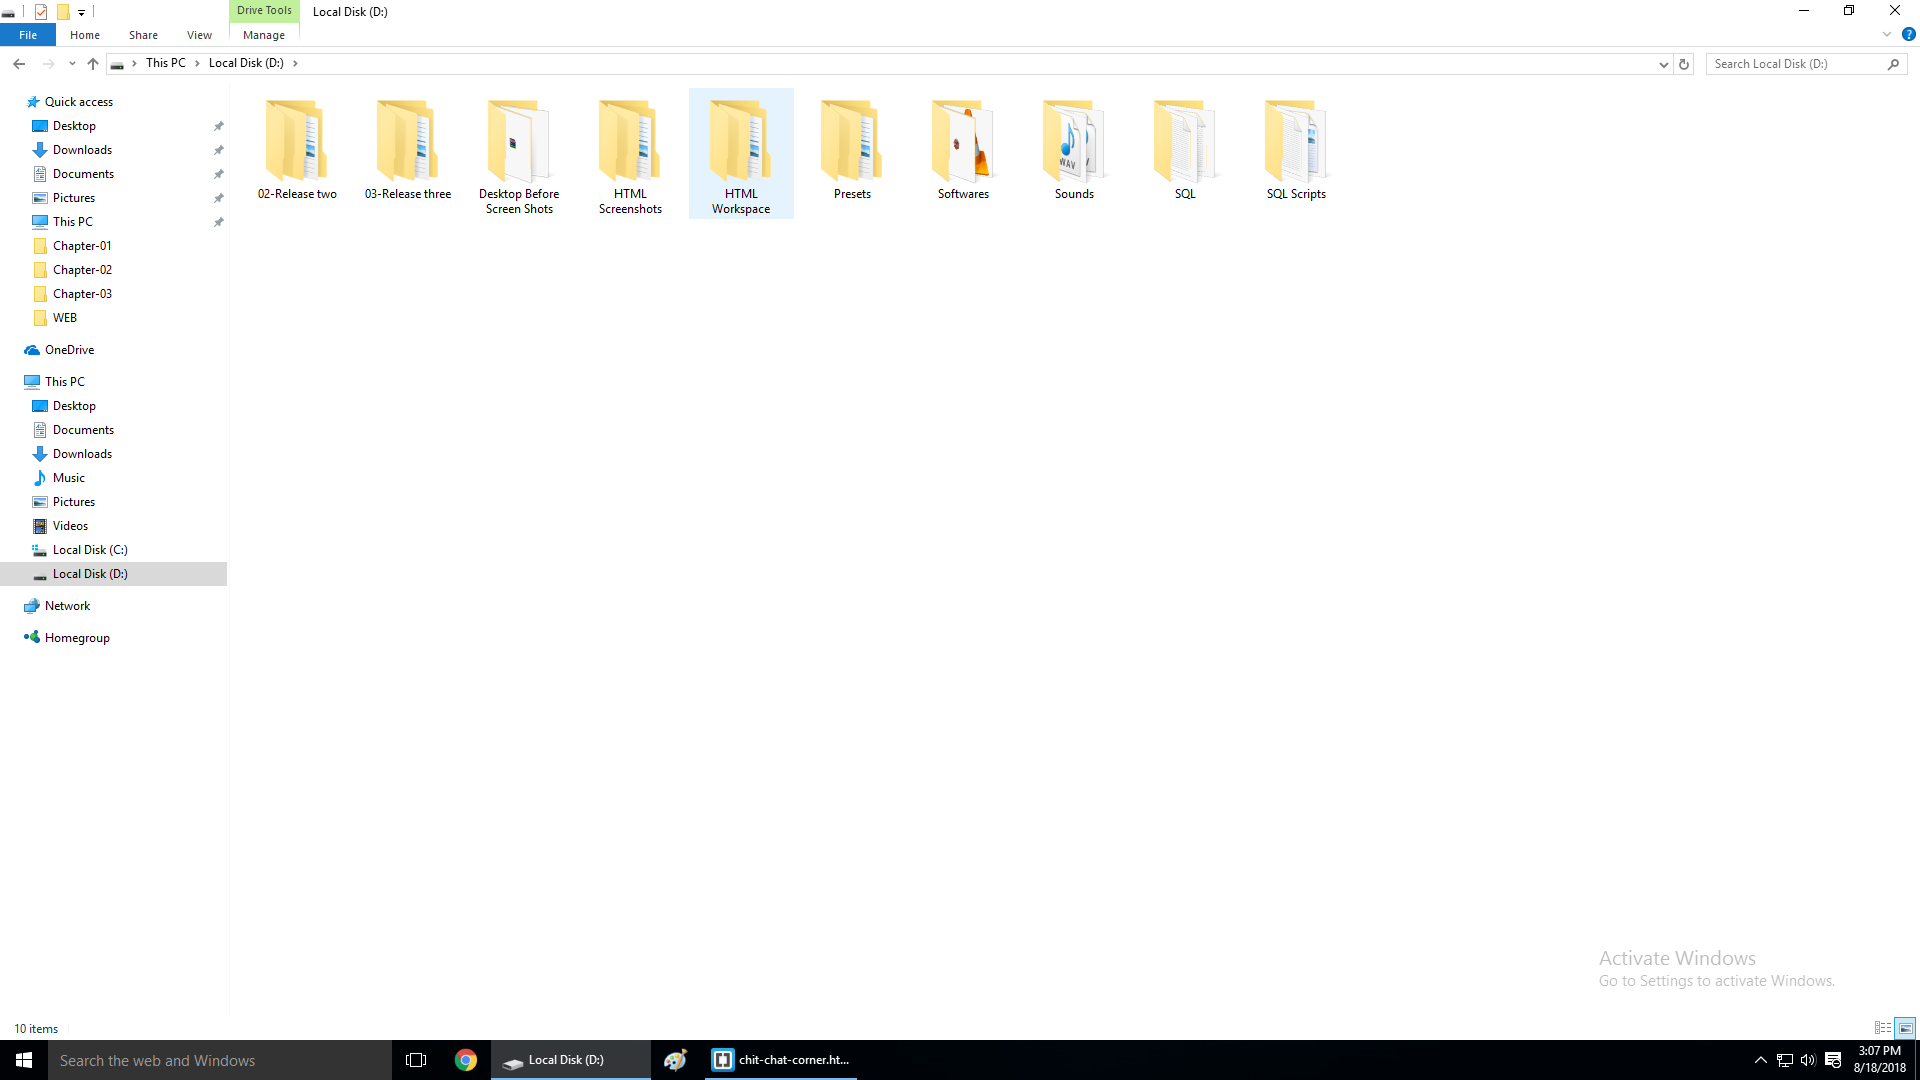 Drive Tools
Local Disk (D:)
File
Home
Share
View
Manage
?
This PC
Local Disk (D:)
Search Local Disk (D:)
Quick access
Desktop
Downloads
Documents
Pictures
This PC
Chapter-01
Chapter-02
Chapter-03
WEB
OneDrive
This PC
Desktop
Documents
Downloads
Music
Pictures
Videos
Local Disk (C:)
Local Disk (D:)
Network
Homegroup
02-Release two
03-Release three
Desktop Before
Screen Shots
HTML
Screenshots
HTML
Workspace
Presets
Softwares
WAV
Sounds
SQL
SQL Scripts
Activate Windows
Go to Settings to activate Windows.
10 items
Search the web and Windows
Local Disk (D:)
chit-chat-corner.ht...
3:07 PM
8/18/2018